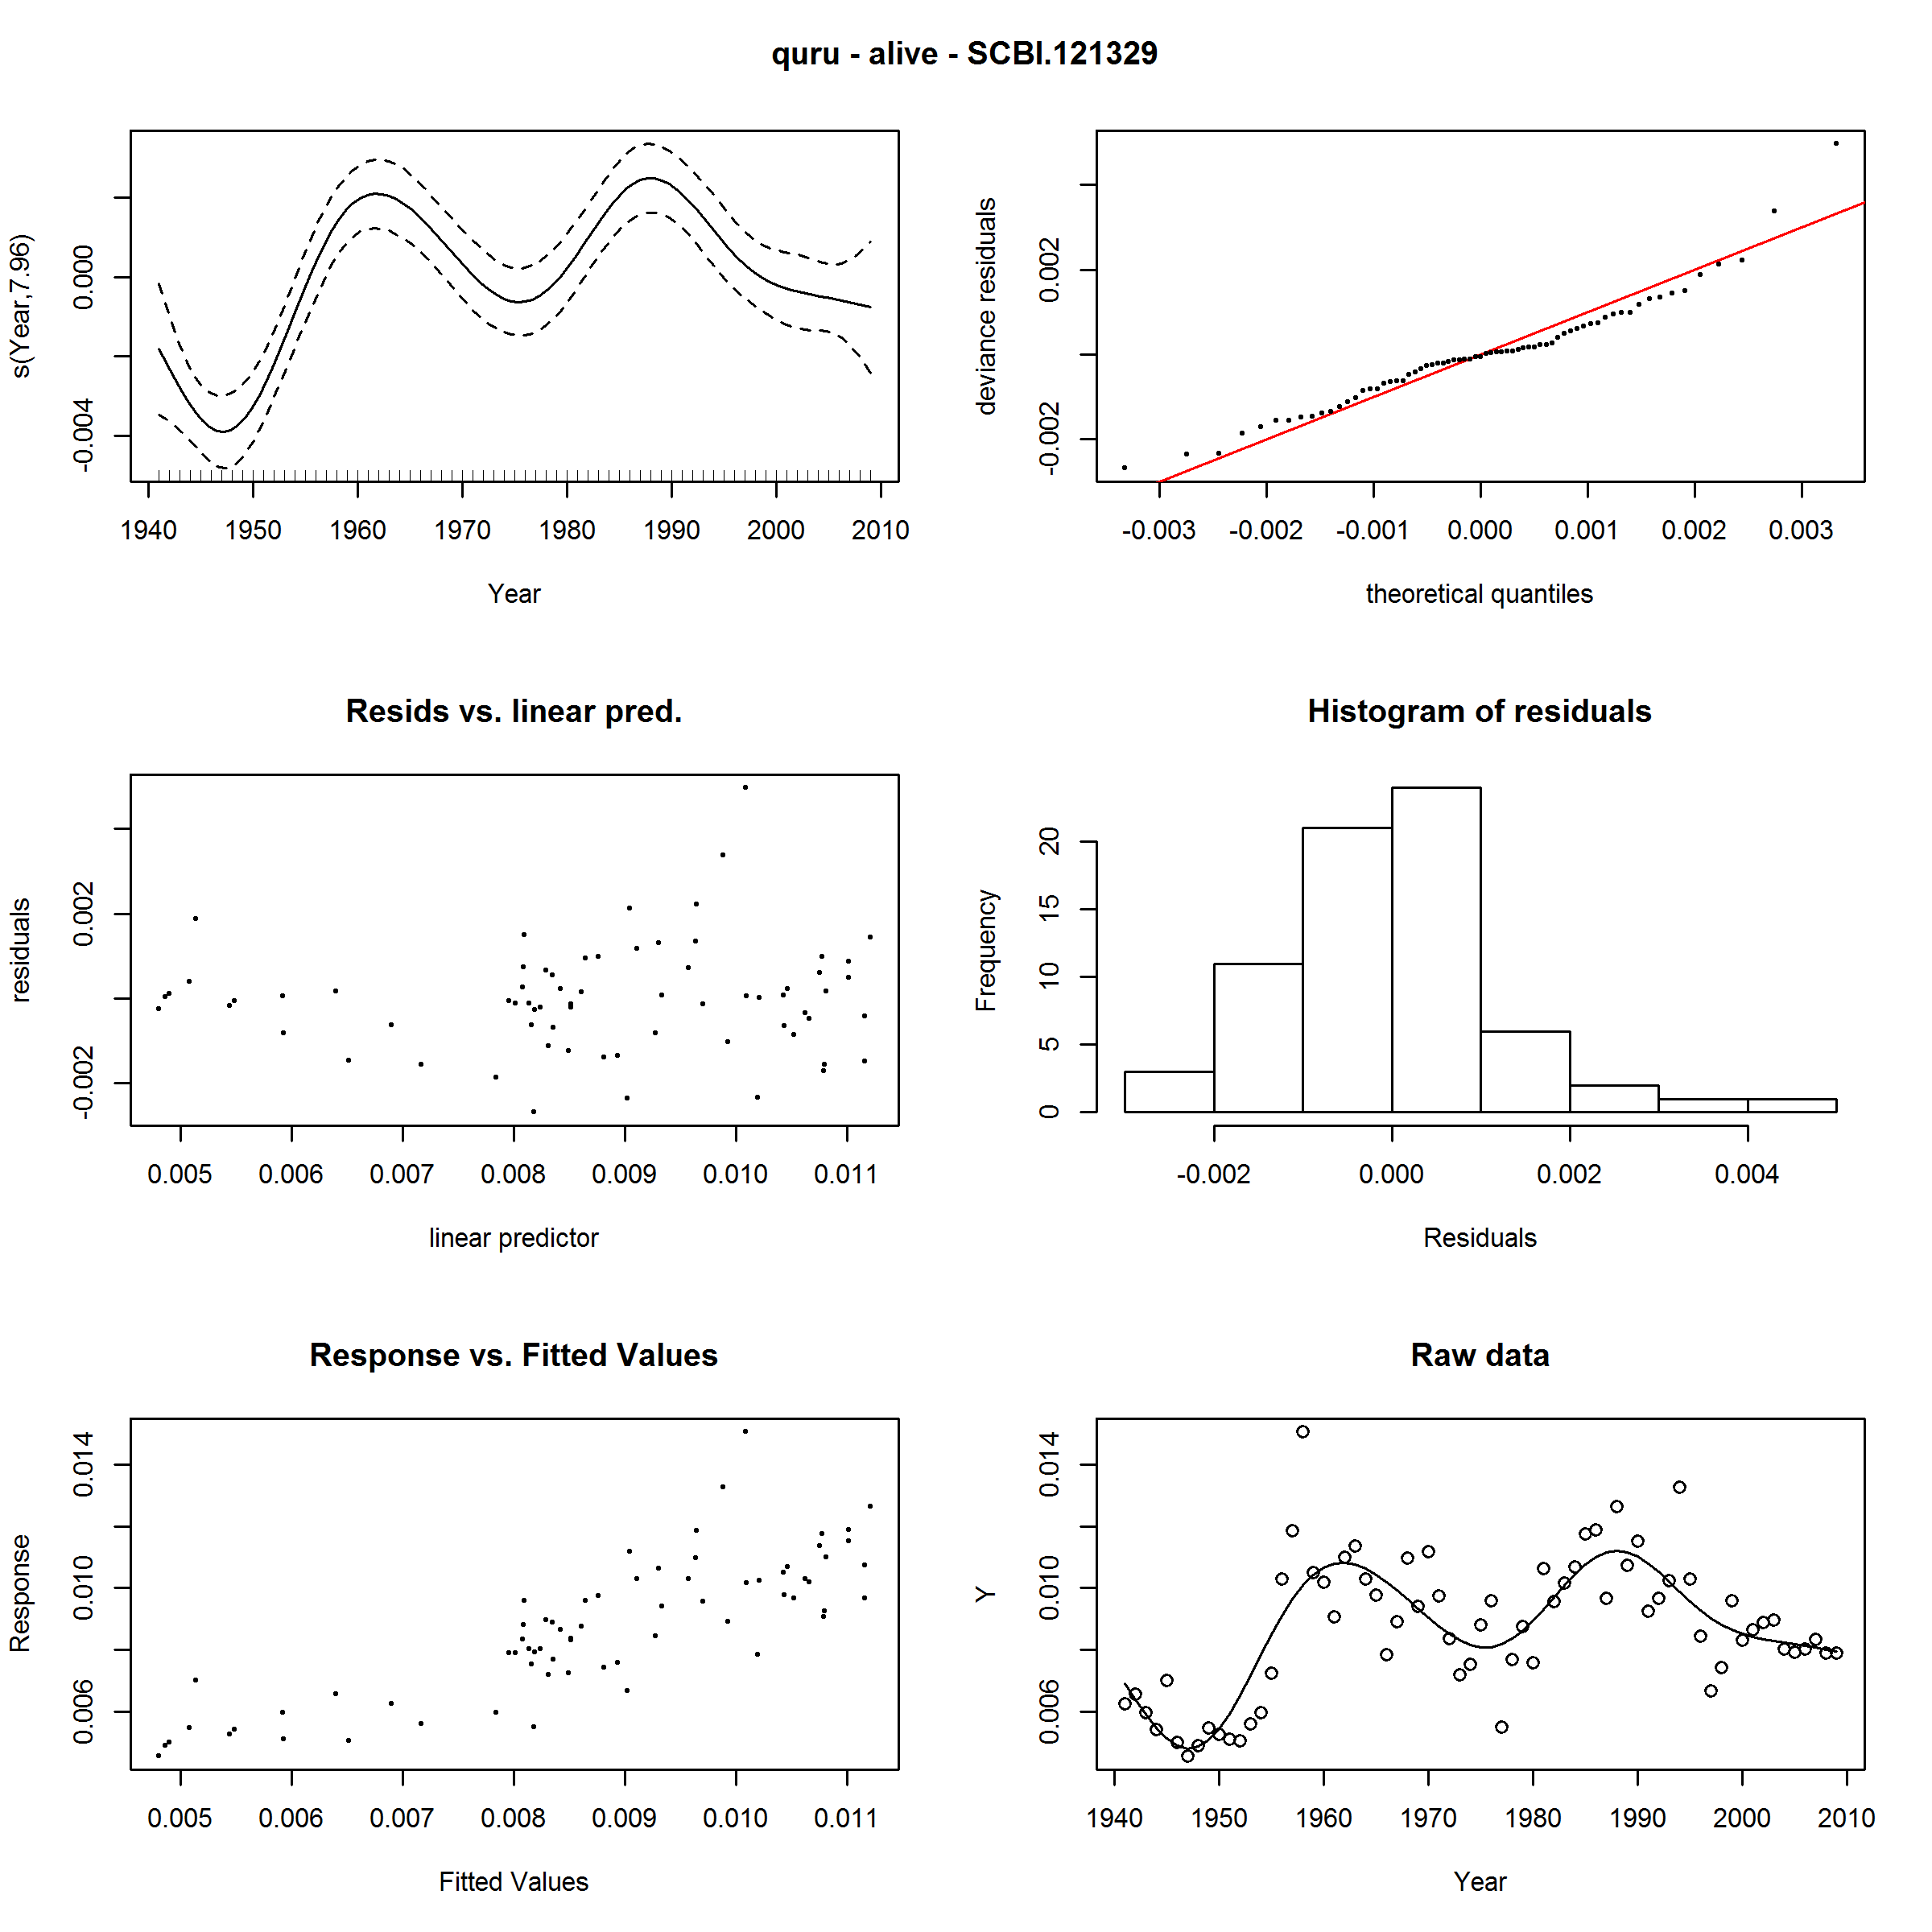 quru - alive - SCBI.121329
s(Year,7.96)
0.000
-0.004
1940 1950 1960 1970 1980 1990 2000 2010
Year
deviance residuals
0.002
-0.002
-0.003 -0.002 -0.001 0.000 0.001 0.002 0.003
theoretical quantiles
Resids vs. linear pred.
residuals
0.002
-0.002
0.005 0.006 0.007 0.008 0.009 0.010 0.011
linear predictor
Histogram of residuals
Frequency
20
15
10
5
0
-0.002 0.000 0.002 0.004
Residuals
Response vs. Fitted Values
Response
0.014
0.010
0.006
0.005 0.006 0.007 0.008 0.009 0.010 0.011
Fitted Values
Raw data
Y
0.014
0.010
0.006
1940 1950 1960 1970 1980 1990 2000 2010
Year